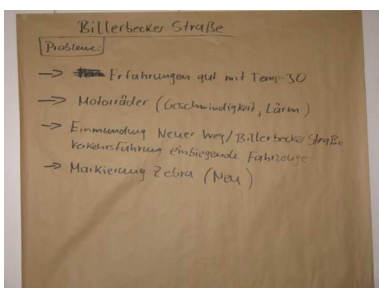 Billerbecker Straße
Probleme:
→ Erfahrungen gut mit Temp-30
→ Motorräder (Geschwindigkeit, Lärm)
→ Einmündung Neuer Weg/Billerbecker Straße
Verkehrsführung einbiegende Fahrzeuge
→ Markierung Zebra (Neu)